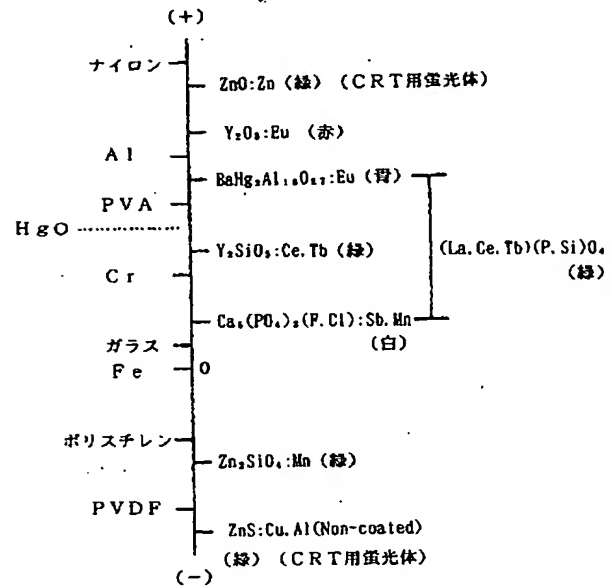 (+)
ナイロン
ZnO:Zn (緑) (CRT用蛍光体)
Y₂O₃:Eu (赤)
Al
BaHg₂Al₁₆O₂₇:Eu (青)
PVA
HgO
Y₂SiO₅:Ce.Tb (緑)
(La.Ce.Tb)(P.Si)O₄
(緑)
Cr
Ca₅(PO₄)₃(F.Cl):Sb.Mn
(白)
ガラス
Fe
0
ポリスチレン
Zn₂SiO₄:Mn (緑)
PVDF
ZnS:Cu.Al(Non-coated)
(緑) (CRT用蛍光体)
(-)